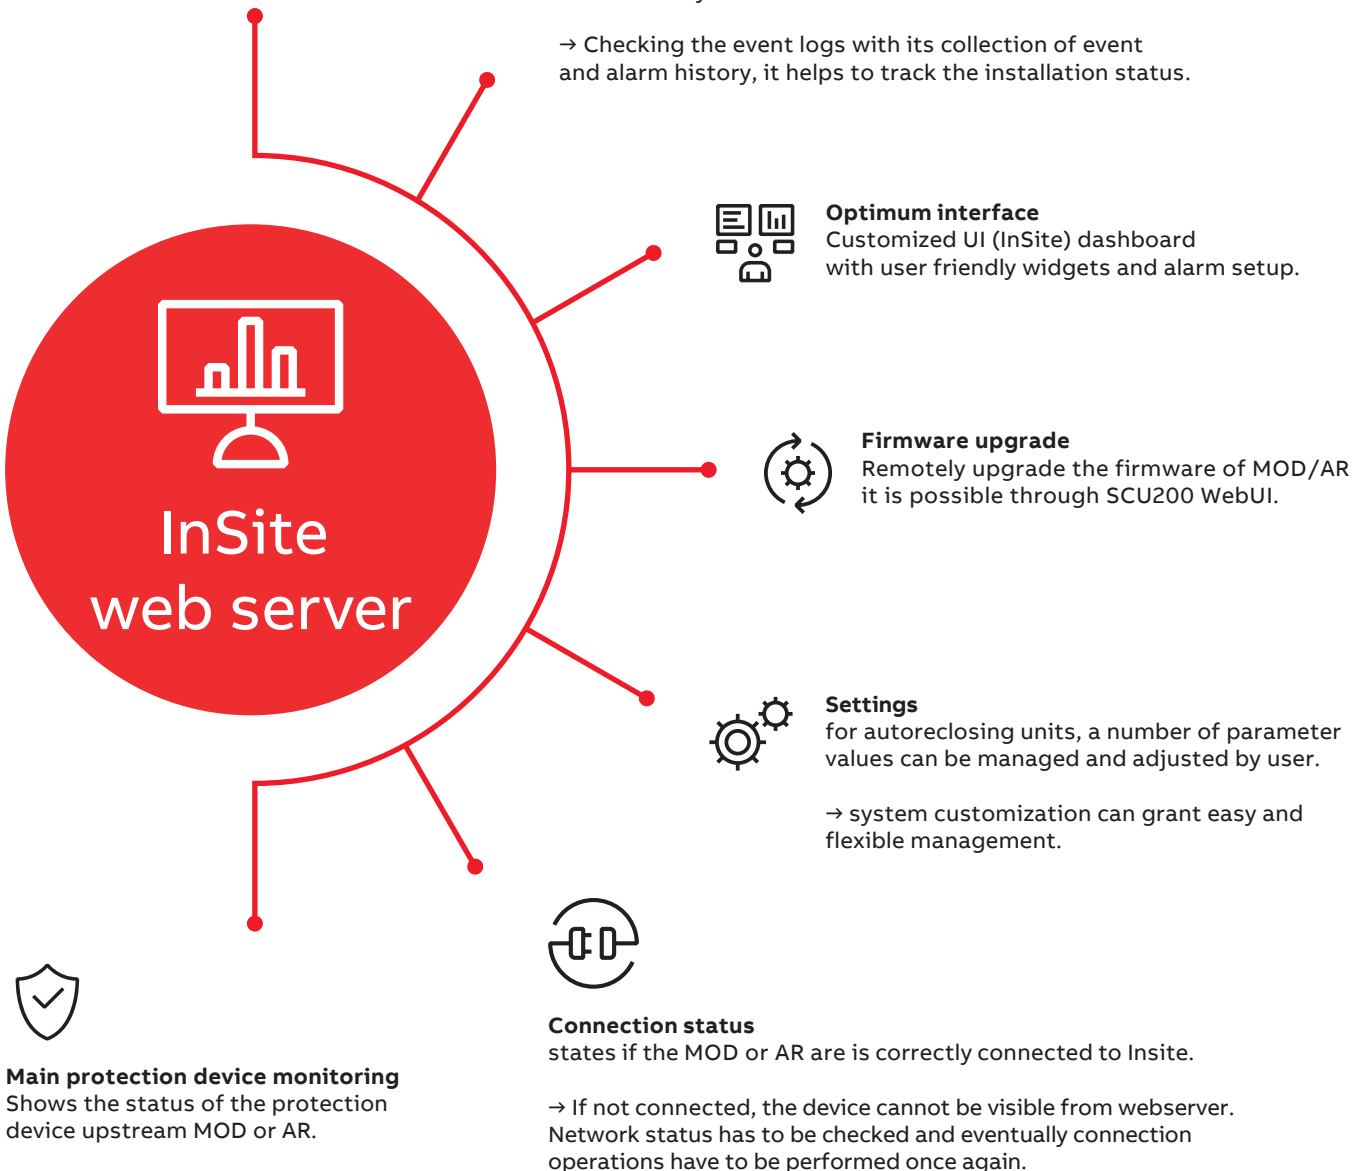 → Checking the event logs with its collection of event
and alarm history, it helps to track the installation status.
Optimum interface
Customized UI (InSite) dashboard
with user friendly widgets and alarm setup.
Firmware upgrade
Remotely upgrade the firmware of MOD/AR
it is possible through SCU200 WebUI.
InSite
web server
Settings
for autoreclosing units, a number of parameter
values can be managed and adjusted by user.
→ system customization can grant easy and
flexible management.
Connection status
states if the MOD or AR are is correctly connected to Insite.
→ If not connected, the device cannot be visible from webserver.
Network status has to be checked and eventually connection
operations have to be performed once again.
Main protection device monitoring
Shows the status of the protection
device upstream MOD or AR.